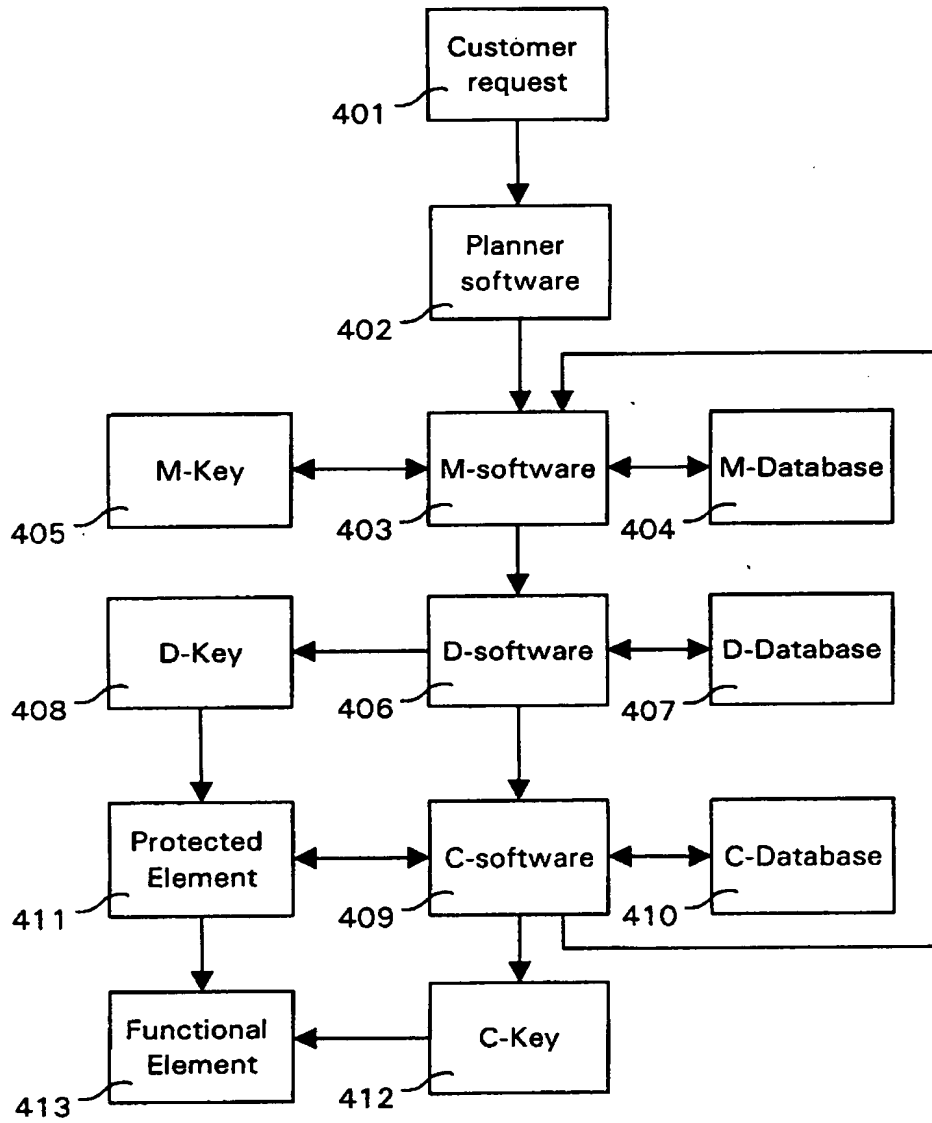 Customer
request
401
Planner
software
402
M-Key
405
M-software
403
M-Database
404
D-Key
408
D-software
406
D-Database
407
Protected
Element
411
C-software
409
C-Database
410
Functional
Element
413
C-Key
412